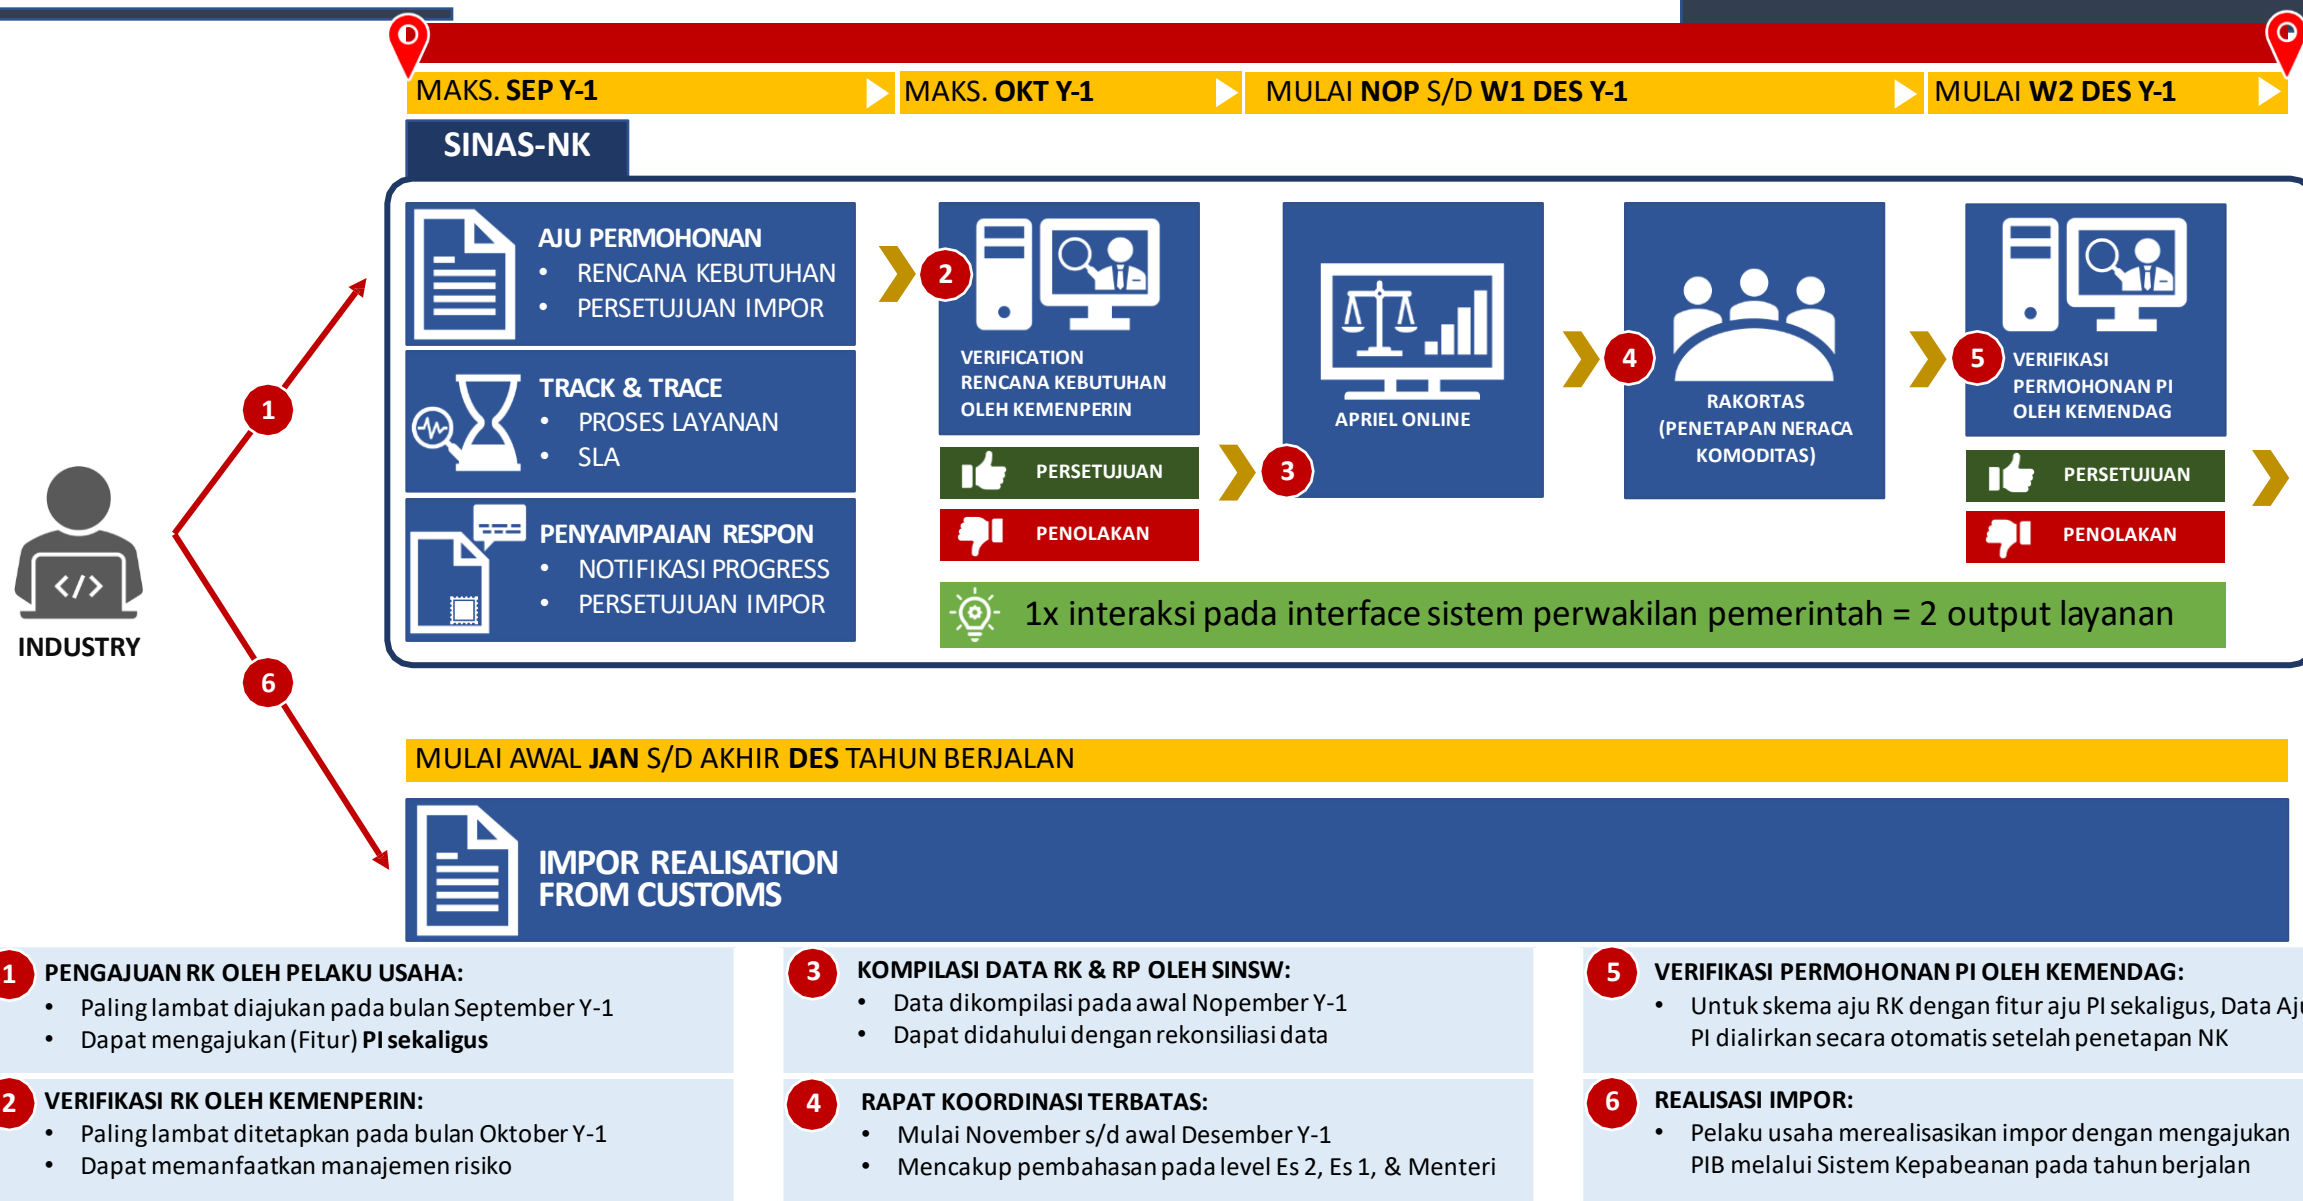 MAKS. SEP Y-1
MAKS. OKT Y-1
MULAI NOP S/D W1 DES Y-1
MULAI W2 DES Y-1
SINAS-NK
AJU PERMOHONAN
• RENCANA KEBUTUHAN
• PERSETUJUAN IMPOR
TRACK & TRACE
• PROSES LAYANAN
• SLA
PENYAMPAIAN RESPON
• NOTIFIKASI PROGRESS
• PERSETUJUAN IMPOR
2
VERIFICATION
RENCANA KEBUTUHAN
OLEH KEMENPERIN
PERSETUJUAN
PENOLAKAN
3
APRIEL ONLINE
4
RAKORTAS
(PENETAPAN NERACA
KOMODITAS)
5
VERIFIKASI
PERMOHONAN PI
OLEH KEMENDAG
PERSETUJUAN
PENOLAKAN
1x interaksi pada interface sistem perwakilan pemerintah = 2 output layanan
1
</>
INDUSTRY
6
MULAI AWAL JAN S/D AKHIR DES TAHUN BERJALAN
IMPOR REALISATION
FROM CUSTOMS
1
PENGAJUAN RK OLEH PELAKU USAHA:
• Paling lambat diajukan pada bulan September Y-1
• Dapat mengajukan (Fitur) PI sekaligus
2
VERIFIKASI RK OLEH KEMENPERIN:
• Paling lambat ditetapkan pada bulan Oktober Y-1
• Dapat memanfaatkan manajemen risiko
3
KOMPILASI DATA RK & RP OLEH SINSW:
• Data dikompilasi pada awal Nopember Y-1
• Dapat didahului dengan rekonsiliasi data
4
RAPAT KOORDINASI TERBATAS:
• Mulai November s/d awal Desember Y-1
• Mencakup pembahasan pada level Es 2, Es 1, & Menteri
5
VERIFIKASI PERMOHONAN PI OLEH KEMENDAG:
• Untuk skema aju RK dengan fitur aju PI sekaligus, Data Aju
PI dialirkan secara otomatis setelah penetapan NK
6
REALISASI IMPOR:
• Pelaku usaha merealisasikan impor dengan mengajukan
PIB melalui Sistem Kepabeanan pada tahun berjalan